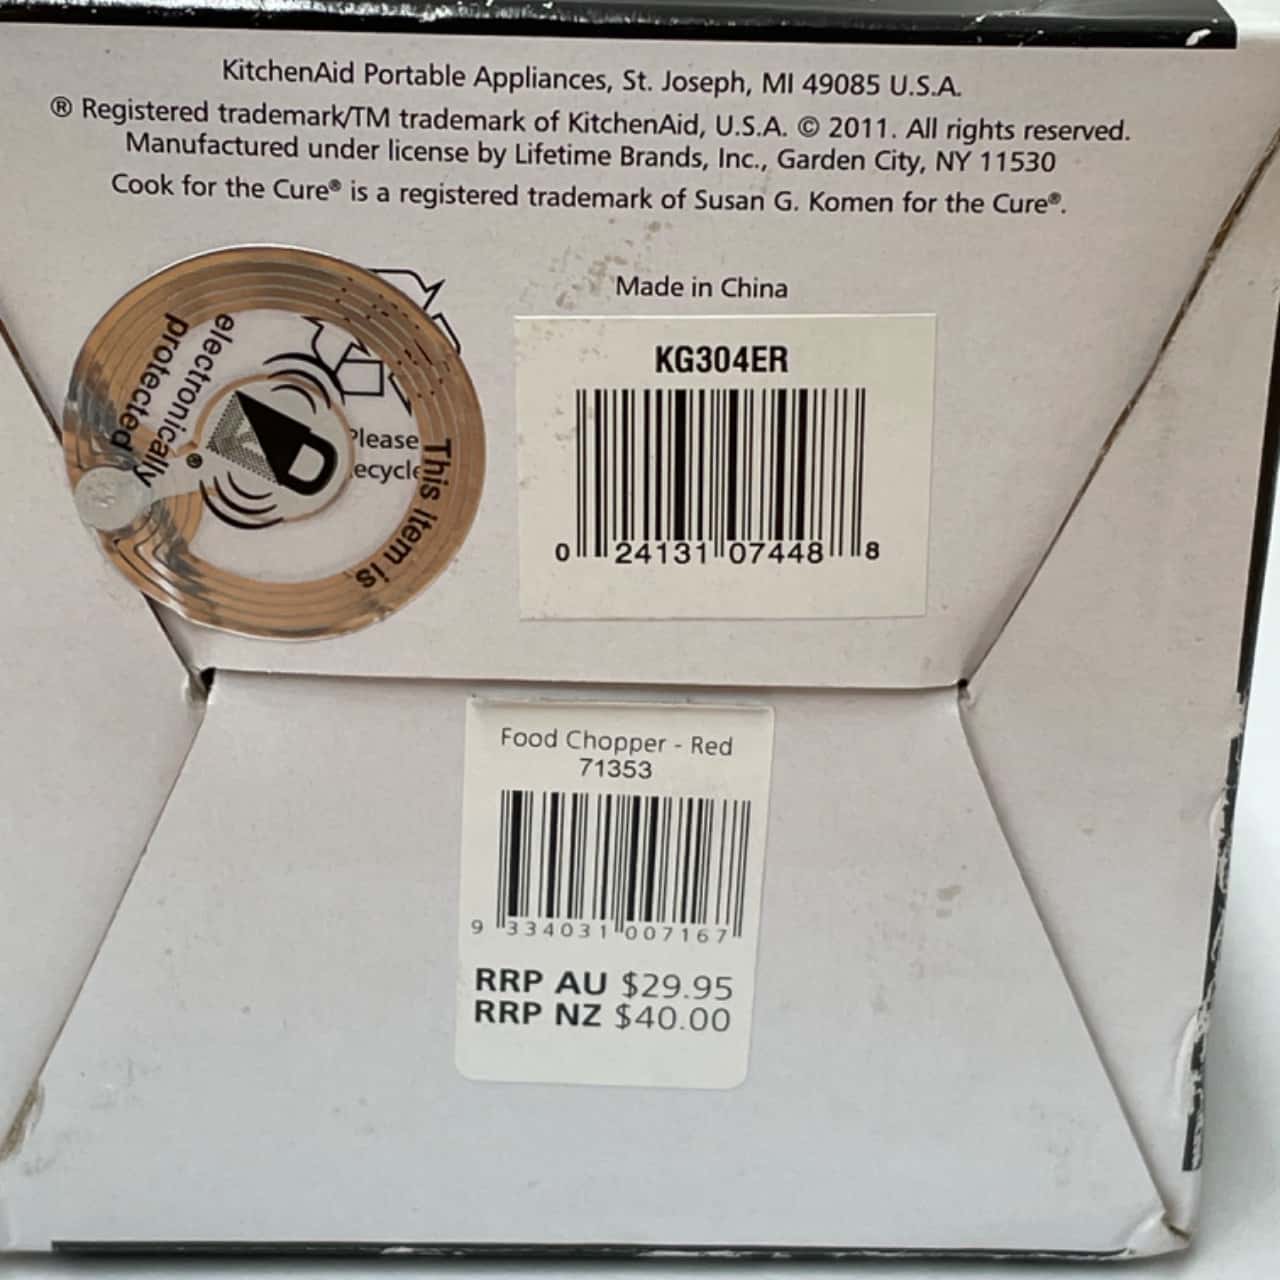 KitchenAid Portable Appliances, St. Joseph, MI 49085 U.S.A.
® Registered trademark/TM trademark of KitchenAid, U.S.A. © 2011. All rights reserved.
Manufactured under license by Lifetime Brands, Inc., Garden City, NY 11530
Cook for the Cure® is a registered trademark of Susan G. Komen for the Cure®.
Made in China
This item is
electronically
protected
®
Please
ecycle
KG304ER
0 24131 07448 8
Food Chopper - Red
71353
9 334031 007167
RRP AU $29.95
RRP NZ $40.00